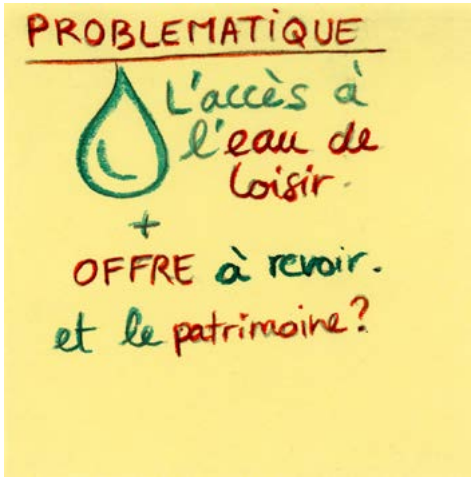 PROBLEMATIQUE
L'accès à
l'eau de
loisir.
+
OFFRE à revoir.
et le patrimoine?